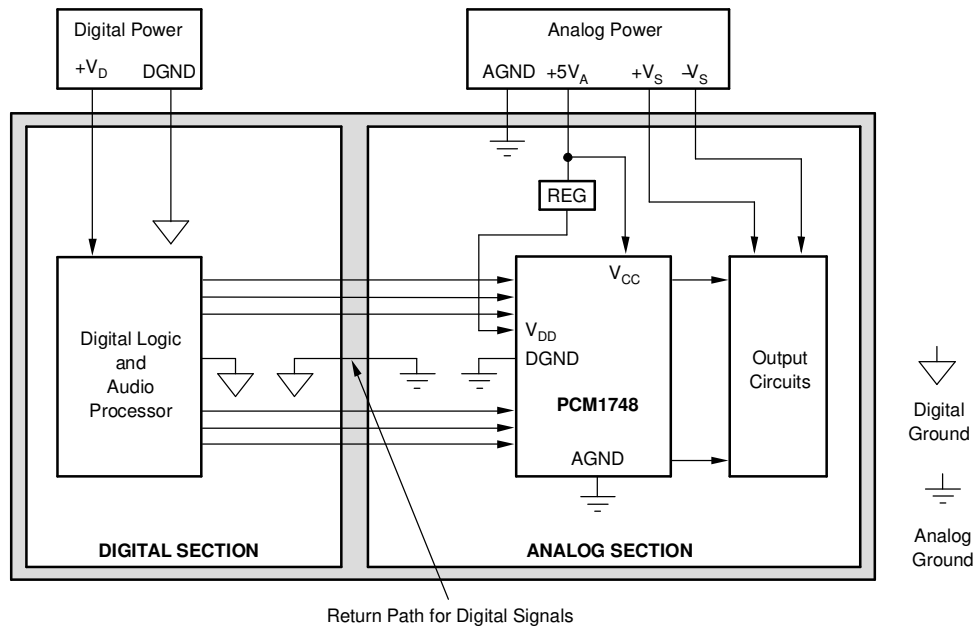 Digital Power
+V_D DGND
Analog Power
AGND +5V_A +V_S –V_S
REG
V_CC
V_DD
DGND
PCM1748
AGND
Digital Logic
and
Audio
Processor
Output
Circuits
Digital
Ground
Analog
Ground
DIGITAL SECTION
ANALOG SECTION
Return Path for Digital Signals